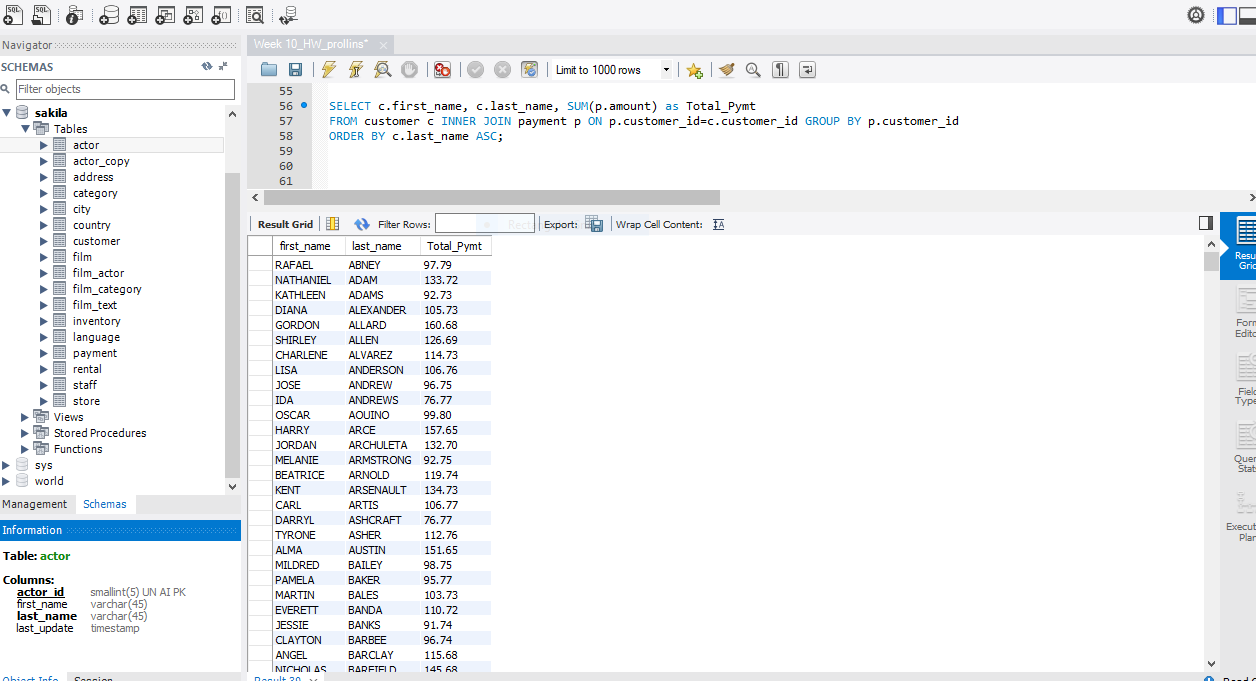 Navigator
SCHEMAS
Filter objects
sakila
Tables
actor
actor_copy
address
category
city
country
customer
film
film_actor
film_category
film_text
inventory
language
payment
rental
staff
store
Views
Stored Procedures
Functions
sys
world
Management Schemas
Information
Table: actor
Columns:
actor_id smallint(5) UN AI PK
first_name varchar(45)
last_name varchar(45)
last_update timestamp
Object Info Session
Week 10_HW_prollins*
Limit to 1000 rows
55
56 SELECT c.first_name, c.last_name, SUM(p.amount) as Total_Pymt
57 FROM customer c INNER JOIN payment p ON p.customer_id=c.customer_id GROUP BY p.customer_id
58 ORDER BY c.last_name ASC;
59
60
61
Result Grid Filter Rows: Export: Wrap Cell Content:
first_name last_name Total_Pymt
RAFAEL ABNEY 97.79
NATHANIEL ADAM 133.72
KATHLEEN ADAMS 92.73
DIANA ALEXANDER 105.73
GORDON ALLARD 160.68
SHIRLEY ALLEN 126.69
CHARLENE ALVAREZ 114.73
LISA ANDERSON 106.76
JOSE ANDREW 96.75
IDA ANDREWS 76.77
OSCAR AQUINO 99.80
HARRY ARCE 157.65
JORDAN ARCHULETA 132.70
MELANIE ARMSTRONG 92.75
BEATRICE ARNOLD 119.74
KENT ARSENAULT 134.73
CARL ARTIS 106.77
DARRYL ASHCRAFT 76.77
TYRONE ASHER 112.76
ALMA AUSTIN 151.65
MILDRED BAILEY 98.75
PAMELA BAKER 95.77
MARTIN BALES 103.73
EVERETT BANDA 110.72
JESSIE BANKS 91.74
CLAYTON BARBEE 96.74
ANGEL BARCLAY 115.68
NICHOLAS BARFIELD 145.68
Result 39
Resu
Grid
Form
Edito
Field
Type
Quer
Stat
Execut
Plan